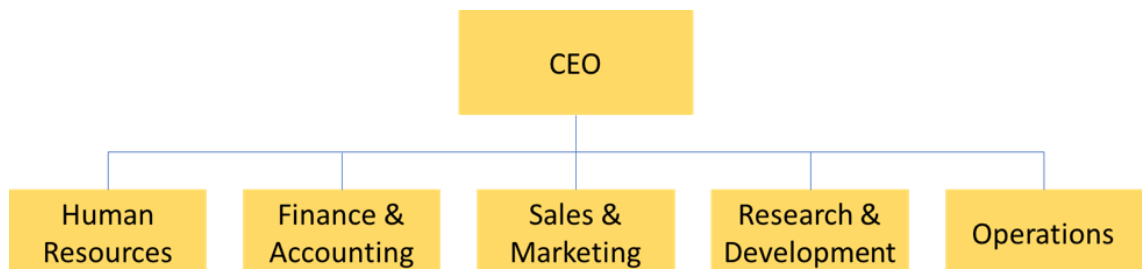 CEO
Human
Resources
Finance &
Accounting
Sales &
Marketing
Research &
Development
Operations